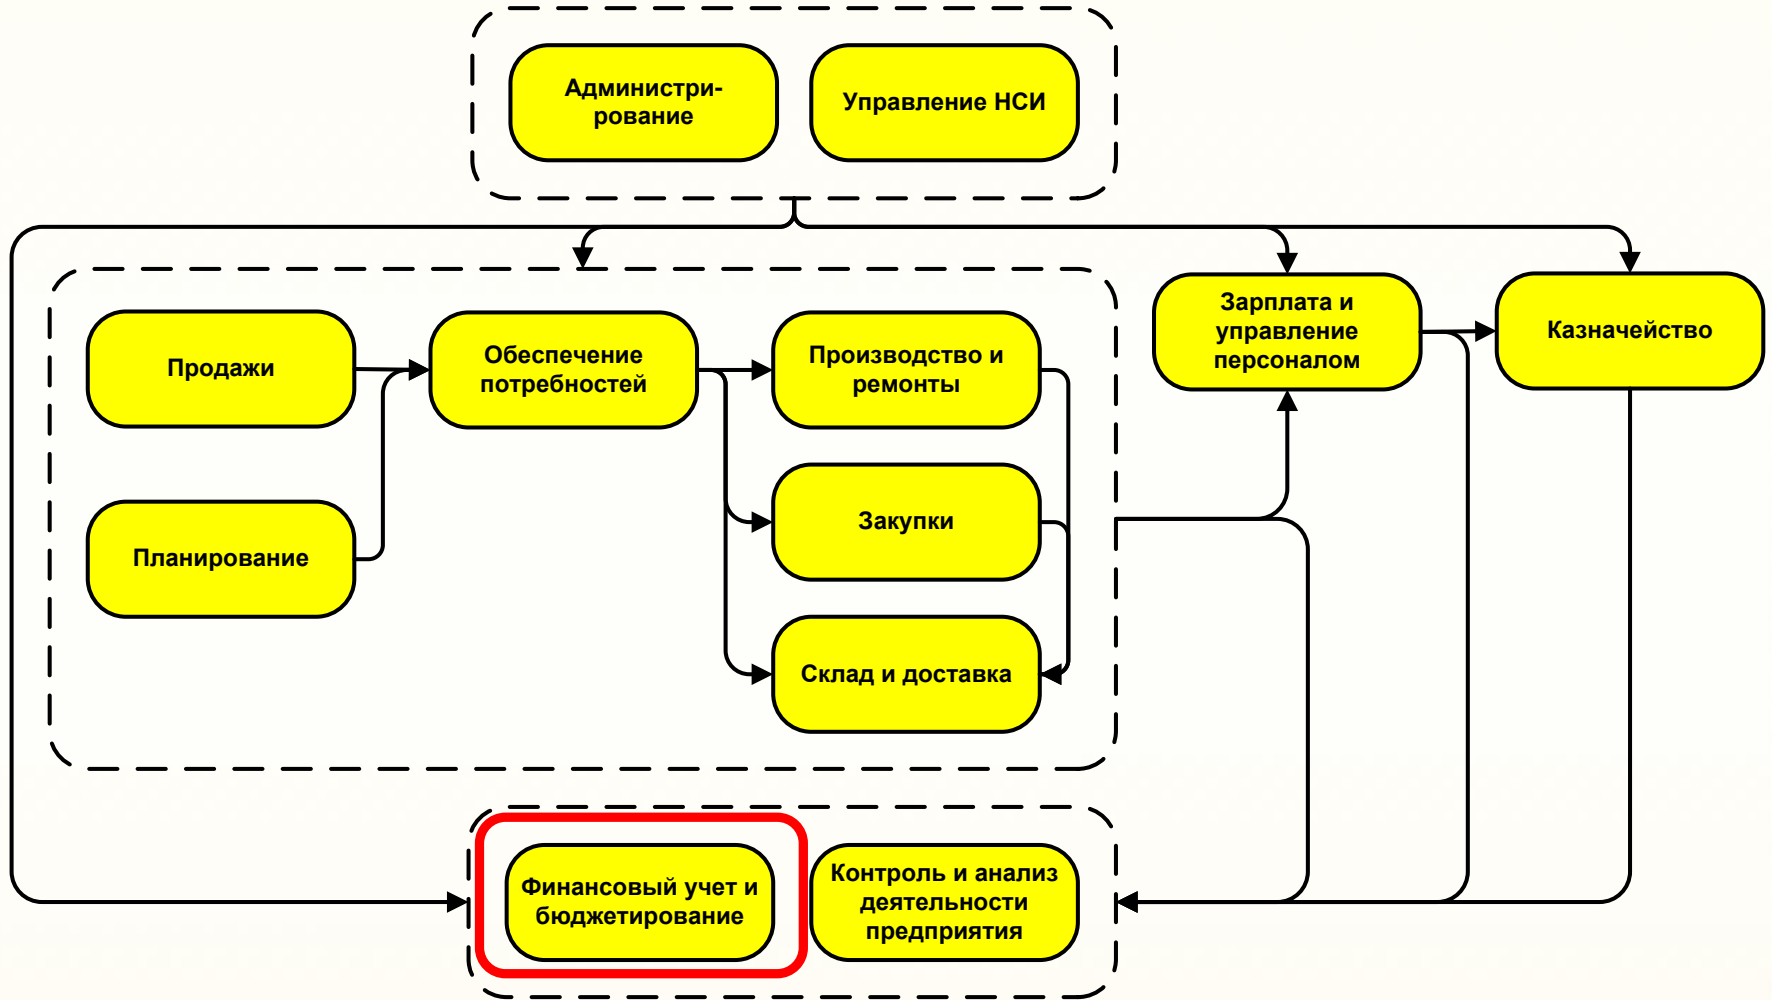 Администри-
рование
Управление НСИ
Продажи
Обеспечение
потребностей
Производство и
ремонты
Зарплата и
управление
персоналом
Казначейство
Планирование
Закупки
Склад и доставка
Финансовый учет и
бюджетирование
Контроль и анализ
деятельности
предприятия